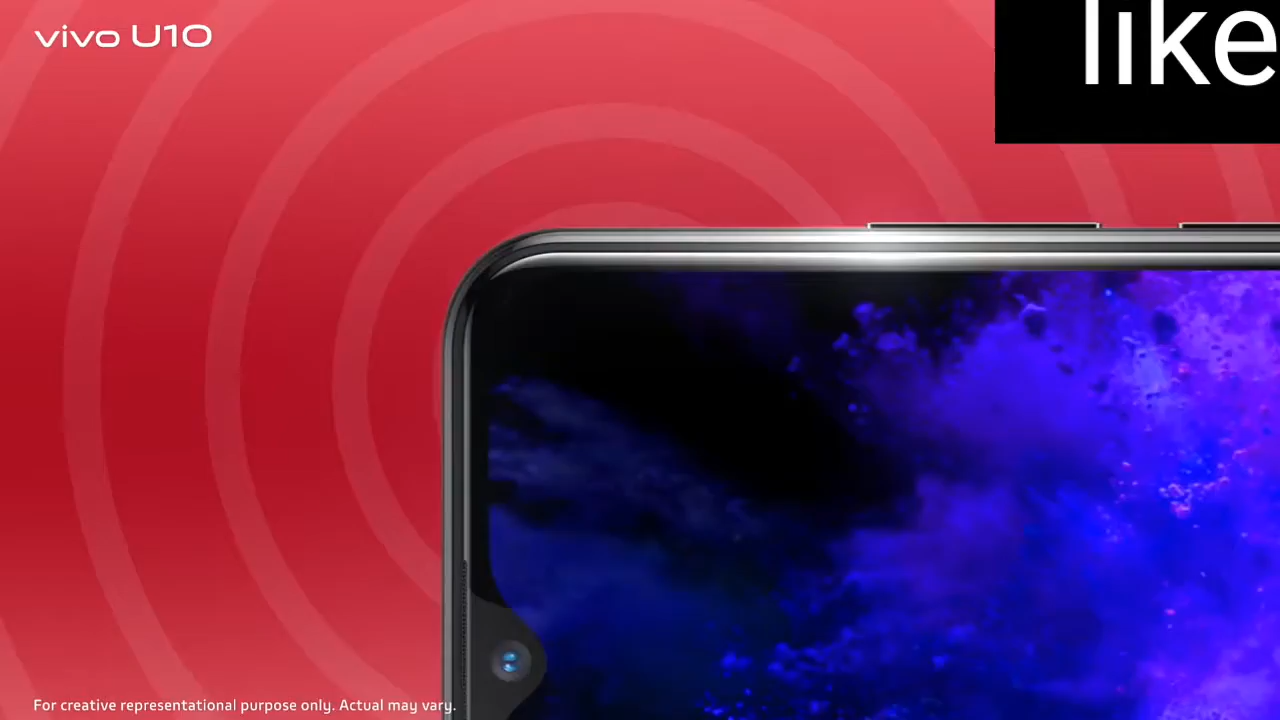 vivo U10
like
For creative representational purpose only. Actual may vary.